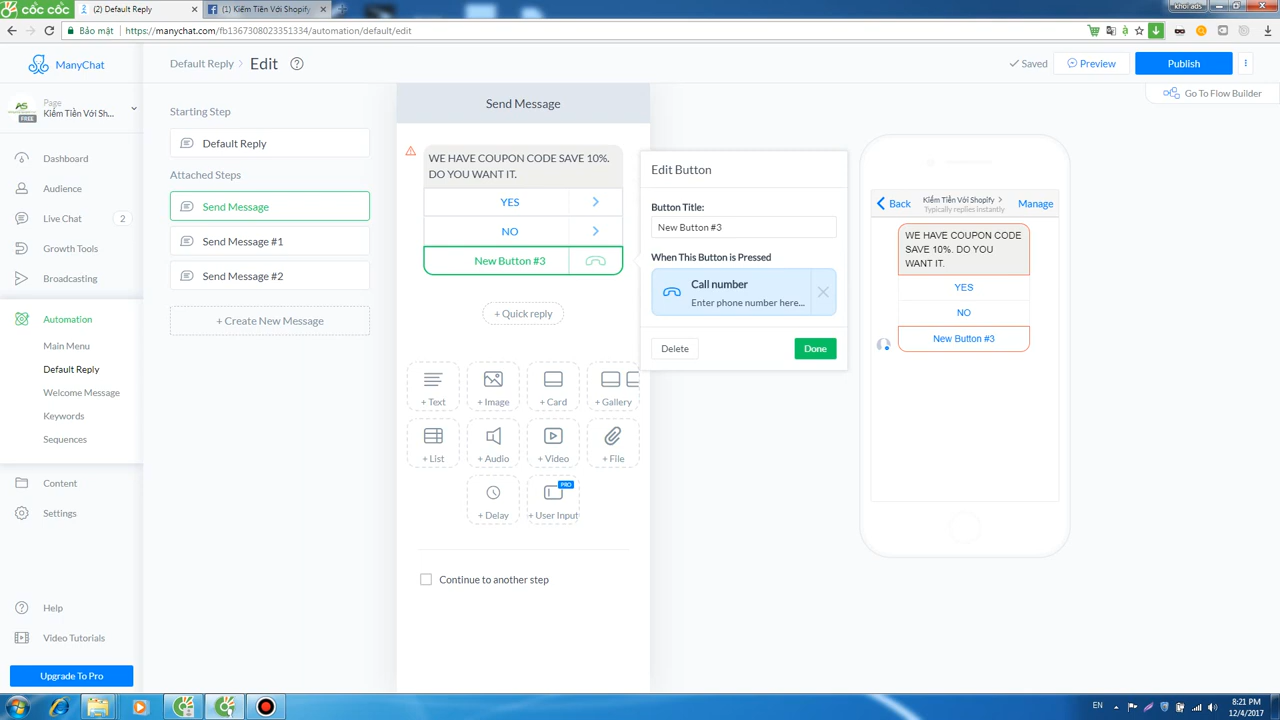 CỐC CỐC
(2) Default Reply
(1) Kiếm Tiền Với Shopify
khoi ads
Bảo mật
https://manychat.com/fb1367308023351334/automation/default/edit
ManyChat
Default Reply
Edit
Saved
Preview
Publish
Page
Kiếm Tiền Với Sh...
FREE
Go To Flow Builder
Dashboard
Audience
Live Chat
2
Growth Tools
Broadcasting
Automation
Main Menu
Default Reply
Welcome Message
Keywords
Sequences
Content
Settings
Help
Video Tutorials
Upgrade To Pro
Starting Step
Default Reply
Attached Steps
Send Message
Send Message #1
Send Message #2
+ Create New Message
Send Message
WE HAVE COUPON CODE SAVE 10%.
DO YOU WANT IT.
YES
NO
New Button #3
+ Quick reply
+ Text
+ Image
+ Card
+ Gallery
+ List
+ Audio
+ Video
+ File
+ Delay
PRO
+ User Input
Continue to another step
Edit Button
Button Title:
New Button #3
When This Button is Pressed
Call number
Enter phone number here...
Delete
Done
Back
Kiếm Tiền Với Shopify
Typically replies instantly
Manage
WE HAVE COUPON CODE
SAVE 10%. DO YOU
WANT IT.
YES
NO
New Button #3
EN
8:21 PM
12/4/2017